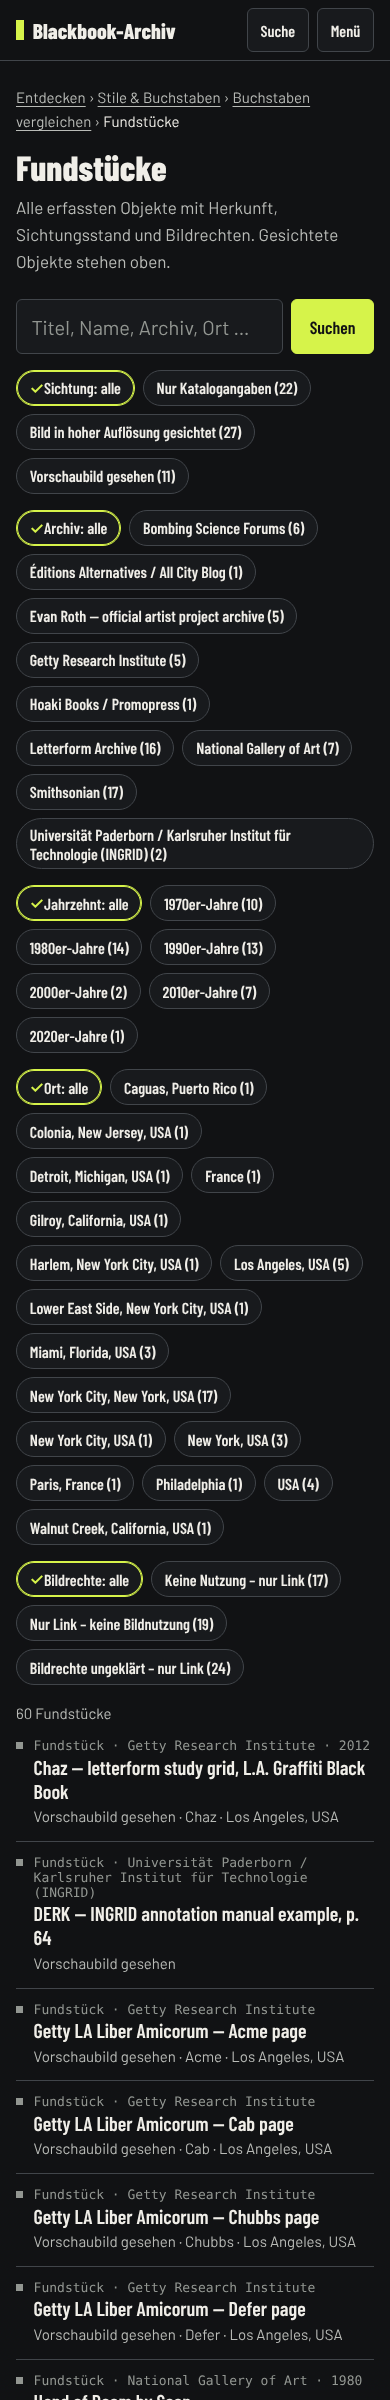 Blackbook-Archiv
Suche
Menü
Entdecken › Stile & Buchstaben › Buchstaben
vergleichen › Fundstücke
Fundstücke
Alle erfassten Objekte mit Herkunft,
Sichtungsstand und Bildrechten. Gesichtete
Objekte stehen oben.
Titel, Name, Archiv, Ort ...
Suchen
✓Sichtung: alle
Nur Katalogangaben (22)
Bild in hoher Auflösung gesichtet (27)
Vorschaubild gesehen (11)
✓Archiv: alle
Bombing Science Forums (6)
Éditions Alternatives / All City Blog (1)
Evan Roth — official artist project archive (5)
Getty Research Institute (5)
Hoaki Books / Promopress (1)
Letterform Archive (16)
National Gallery of Art (7)
Smithsonian (17)
Universität Paderborn / Karlsruher Institut für
Technologie (INGRID) (2)
✓Jahrzehnt: alle
1970er-Jahre (10)
1980er-Jahre (14)
1990er-Jahre (13)
2000er-Jahre (2)
2010er-Jahre (7)
2020er-Jahre (1)
✓Ort: alle
Caguas, Puerto Rico (1)
Colonia, New Jersey, USA (1)
Detroit, Michigan, USA (1)
France (1)
Gilroy, California, USA (1)
Harlem, New York City, USA (1)
Los Angeles, USA (5)
Lower East Side, New York City, USA (1)
Miami, Florida, USA (3)
New York City, New York, USA (17)
New York City, USA (1)
New York, USA (3)
Paris, France (1)
Philadelphia (1)
USA (4)
Walnut Creek, California, USA (1)
✓Bildrechte: alle
Keine Nutzung – nur Link (17)
Nur Link – keine Bildnutzung (19)
Bildrechte ungeklärt – nur Link (24)
60 Fundstücke
Fundstück · Getty Research Institute · 2012
Chaz — letterform study grid, L.A. Graffiti Black
Book
Vorschaubild gesehen · Chaz · Los Angeles, USA
Fundstück · Universität Paderborn /
Karlsruher Institut für Technologie
(INGRID)
DERK — INGRID annotation manual example, p.
64
Vorschaubild gesehen
Fundstück · Getty Research Institute
Getty LA Liber Amicorum — Acme page
Vorschaubild gesehen · Acme · Los Angeles, USA
Fundstück · Getty Research Institute
Getty LA Liber Amicorum — Cab page
Vorschaubild gesehen · Cab · Los Angeles, USA
Fundstück · Getty Research Institute
Getty LA Liber Amicorum — Chubbs page
Vorschaubild gesehen · Chubbs · Los Angeles, USA
Fundstück · Getty Research Institute
Getty LA Liber Amicorum — Defer page
Vorschaubild gesehen · Defer · Los Angeles, USA
Fundstück · National Gallery of Art · 1980